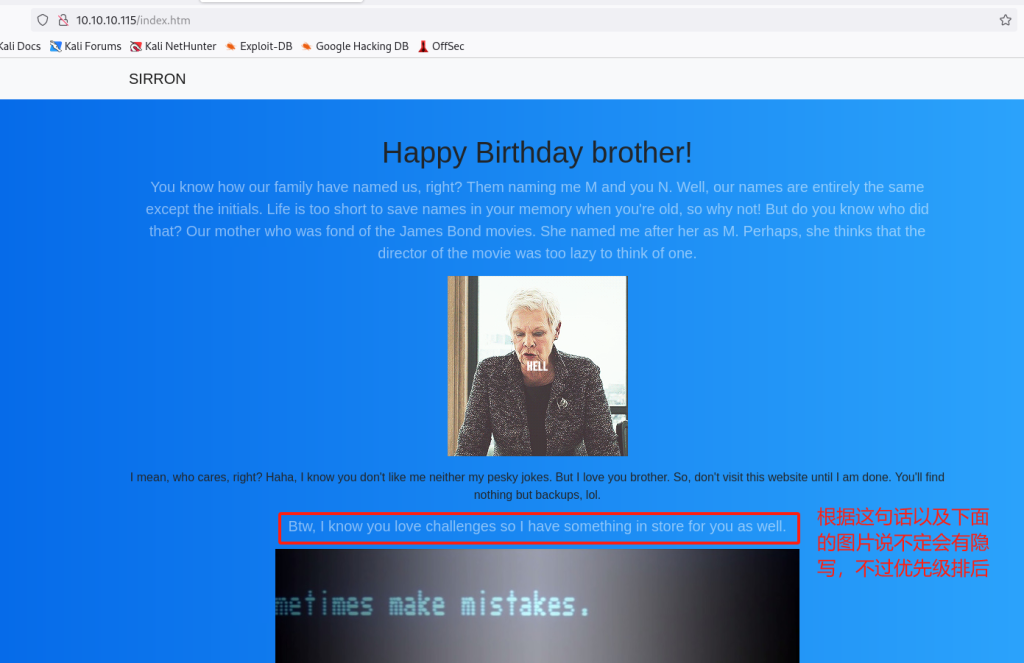 10.10.10.115/index.htm
Kali Docs Kali Forums Kali NetHunter Exploit-DB Google Hacking DB OffSec
SIRRON
Happy Birthday brother!
You know how our family have named us, right? Them naming me M and you N. Well, our names are entirely the same
except the initials. Life is too short to save names in your memory when you're old, so why not! But do you know who did
that? Our mother who was fond of the James Bond movies. She named me after her as M. Perhaps, she thinks that the
director of the movie was too lazy to think of one.
HELL
I mean, who cares, right? Haha, I know you don't like me neither my pesky jokes. But I love you brother. So, don't visit this website until I am done. You'll find
nothing but backups, lol.
Btw, I know you love challenges so I have something in store for you as well.
根据这句话以及下面
的图片说不定会有隐
写，不过优先级排后
metimes make mistakes.